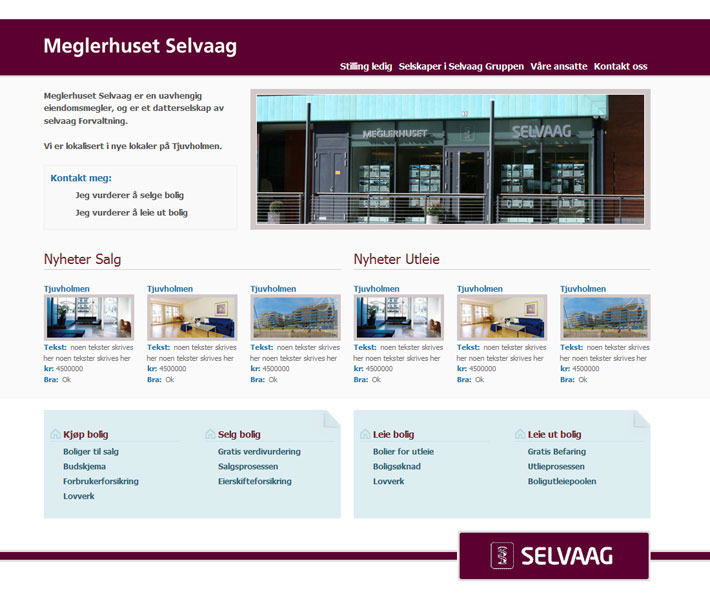 Meglerhuset Selvaag
Stilling ledig Selskaper i Selvaag Gruppen Våre ansatte Kontakt oss
Meglerhuset Selvaag er en uavhengig
eiendomsmegler, og er et datterselskap av
selvaag Forvaltning.
Vi er lokalisert i nye lokaler på Tjuvholmen.
Kontakt meg:
Jeg vurderer å selge bolig
Jeg vurderer å leie ut bolig
MEGLERHUSET SELVAAG
Nyheter Salg
Tjuvholmen Tjuvholmen Tjuvholmen
Tekst: noen tekster skrives Tekst: noen tekster skrives Tekst: noen tekster skrives
her noen tekster skrives her her noen tekster skrives her her noen tekster skrives her
kr: 4500000 kr: 4500000 kr: 4500000
Bra: Ok Bra: Ok Bra: Ok
Nyheter Utleie
Tjuvholmen Tjuvholmen Tjuvholmen
Tekst: noen tekster skrives Tekst: noen tekster skrives Tekst: noen tekster skrives
her noen tekster skrives her her noen tekster skrives her her noen tekster skrives her
kr: 4500000 kr: 4500000 kr: 4500000
Bra: Ok Bra: Ok Bra: Ok
Kjøp bolig
Boliger til salg
Budskjema
Forbrukerforsikring
Lovverk
Selg bolig
Gratis verdivurdering
Salgsprosessen
Eierskifteforsikring
Leie bolig
Bolier for utleie
Boligsøknad
Lovverk
Leie ut bolig
Gratis Befaring
Utlieprosessen
Boligutleiepoolen
SELVAAG